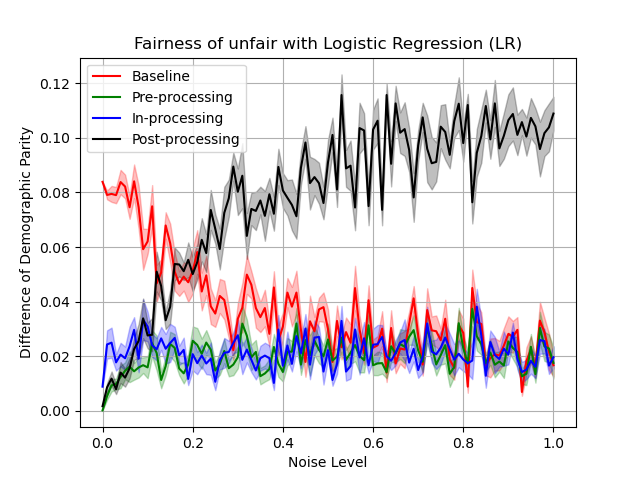 Fairness of unfair with Logistic Regression (LR)
Baseline
Pre-processing
In-processing
Post-processing
Difference of Demographic Parity
0.12
0.10
0.08
0.06
0.04
0.02
0.00
0.0 0.2 0.4 0.6 0.8 1.0
Noise Level